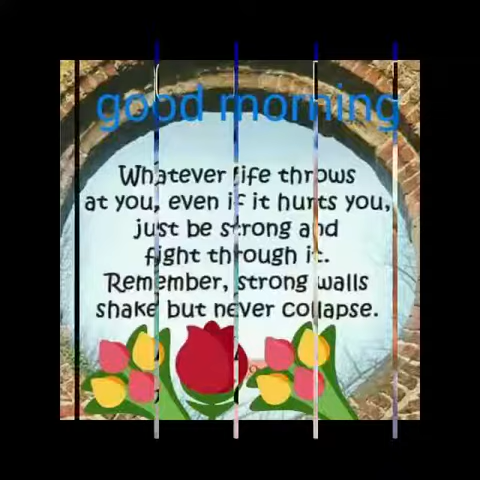 good morning
Whatever life throws
at you, even if it hurts you,
just be strong and
fight through it.
Remember, strong walls
shake but never collapse.